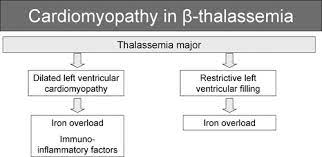 Cardiomyopathy in β-thalassemia
Thalassemia major
Dilated left ventricular
cardiomyopathy
Iron overload
Immuno-
inflammatory factors
Restrictive left
ventricular filling
Iron overload